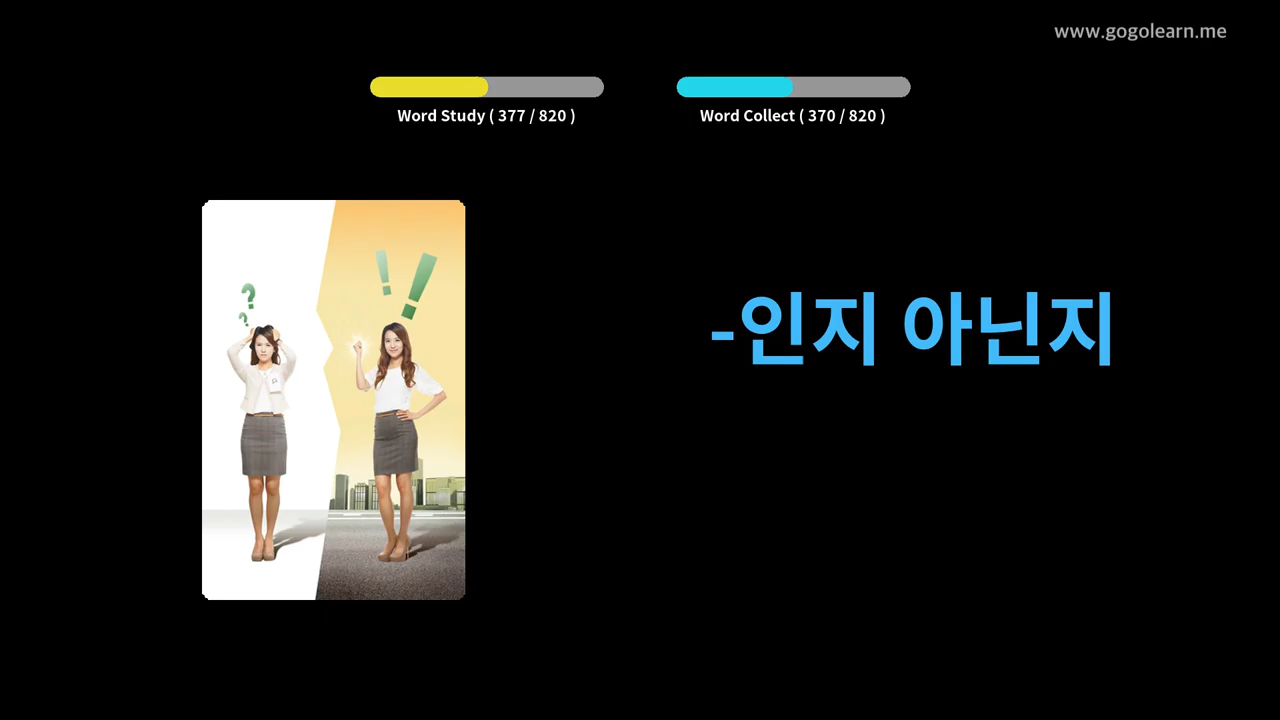 www.gogolearn.me
Word Study ( 377 / 820 )
Word Collect ( 370 / 820 )
? ?
! !
-인지 아닌지